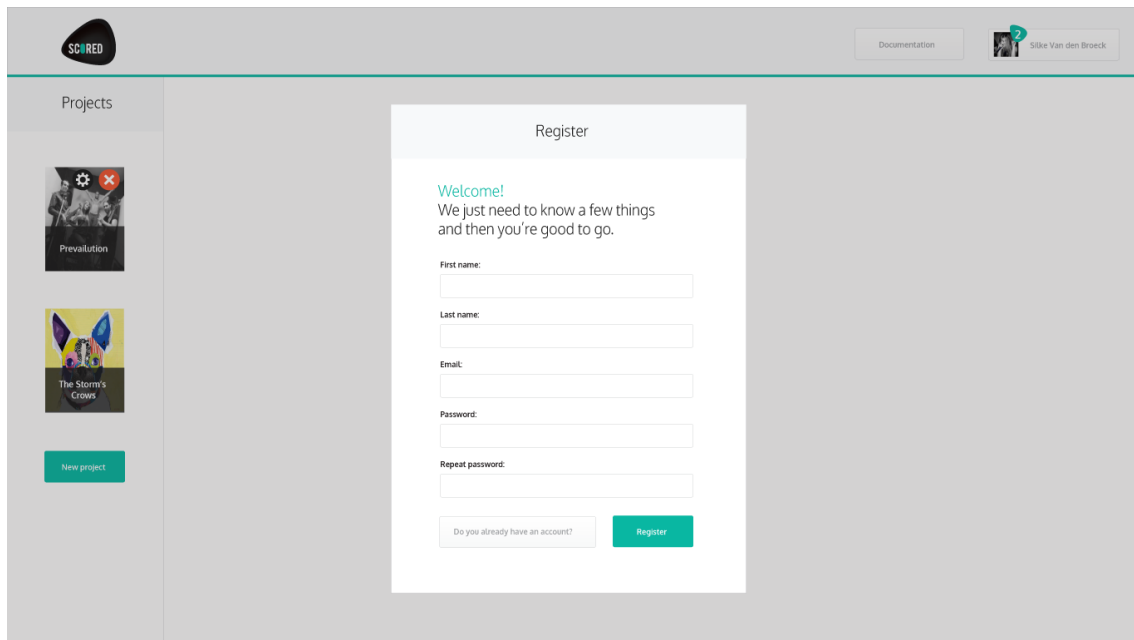 SCORED
Documentation
2
Silke Van den Broeck
Projects
Prevailution
The Storm's
Crows
New project
Register
Welcome!
We just need to know a few things
and then you're good to go.
First name:
Last name:
Email:
Password:
Repeat password:
Do you already have an account?
Register